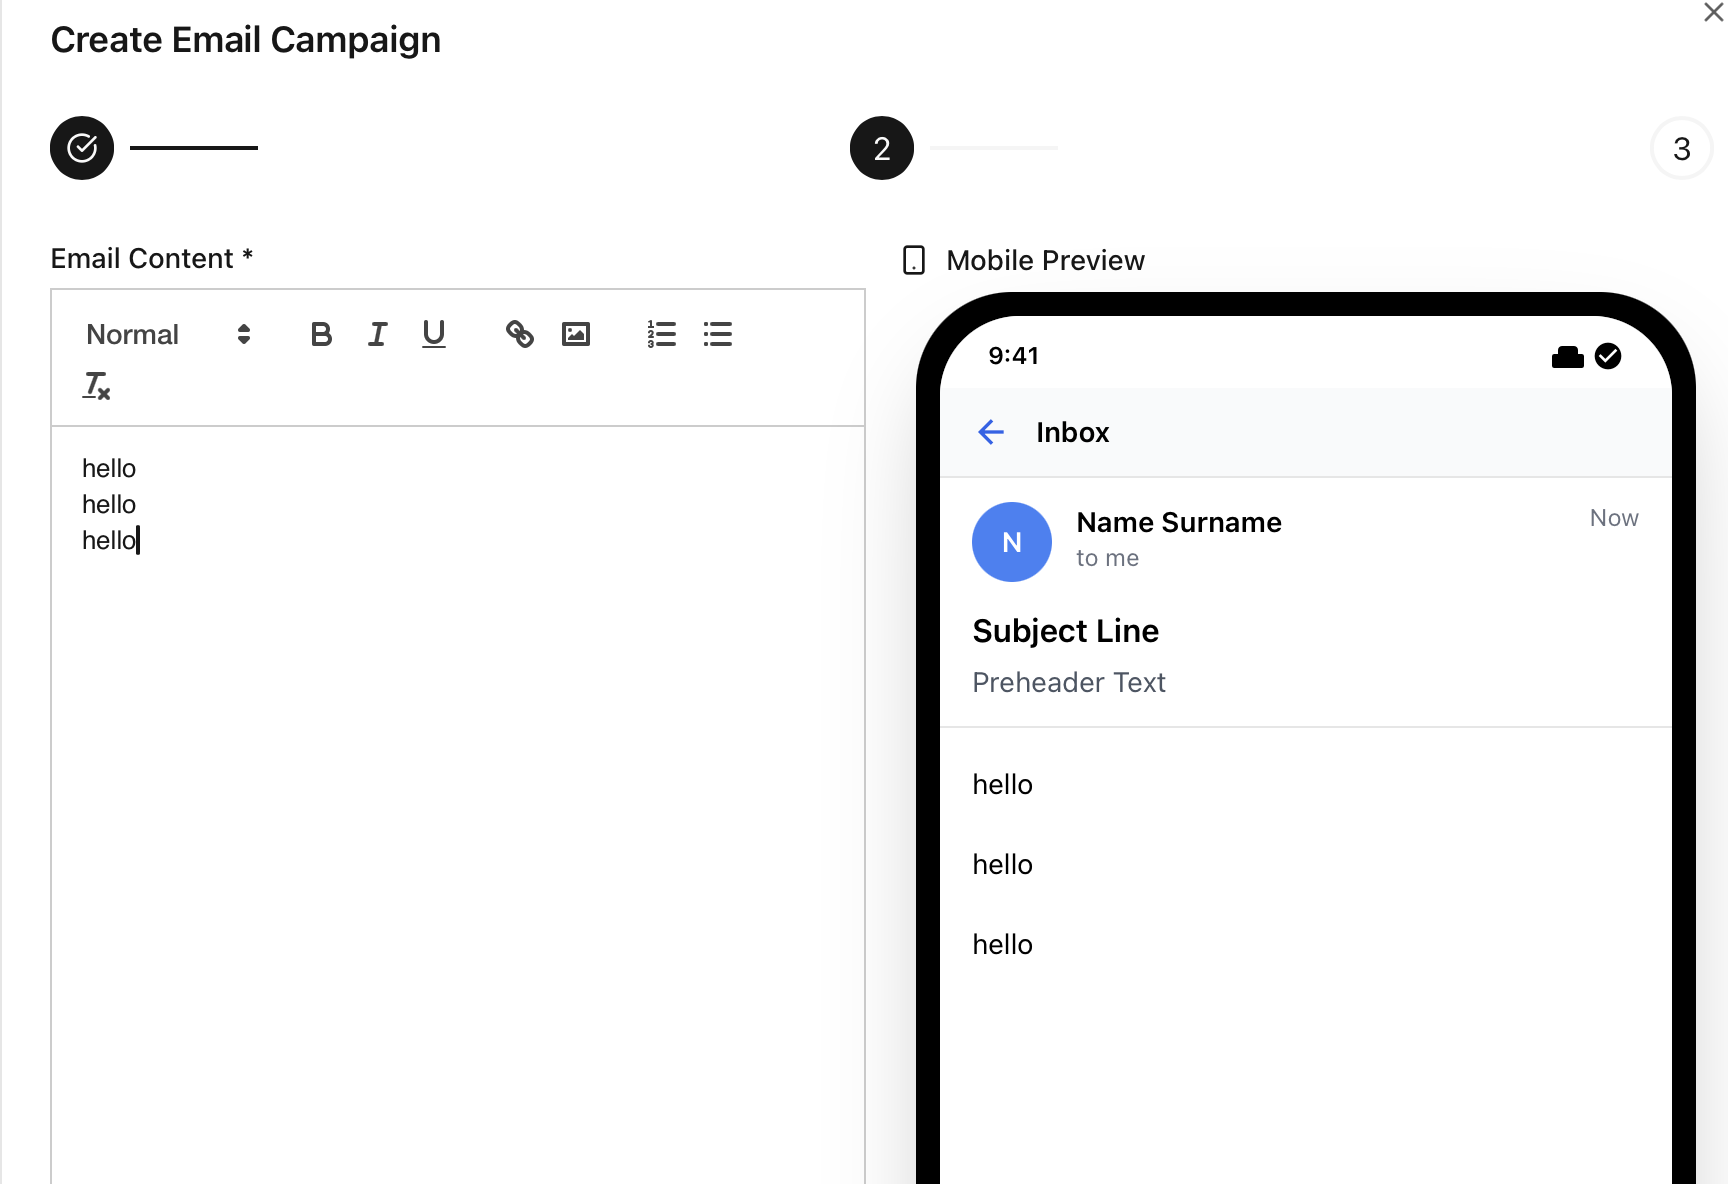 Create Email Campaign
2
3
Email Content *
Normal
B I U
hello
hello
hello
Mobile Preview
9:41
Inbox
N
Name Surname
Now
to me
Subject Line
Preheader Text
hello
hello
hello